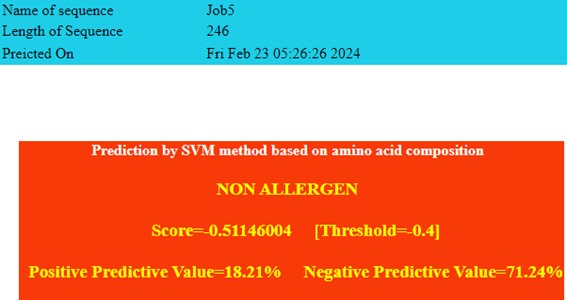 Name of sequence Job5
Length of Sequence 246
Preicted On Fri Feb 23 05:26:26 2024
Prediction by SVM method based on amino acid composition
NON ALLERGEN
Score=-0.51146004 [Threshold=-0.4]
Positive Predictive Value=18.21% Negative Predictive Value=71.24%